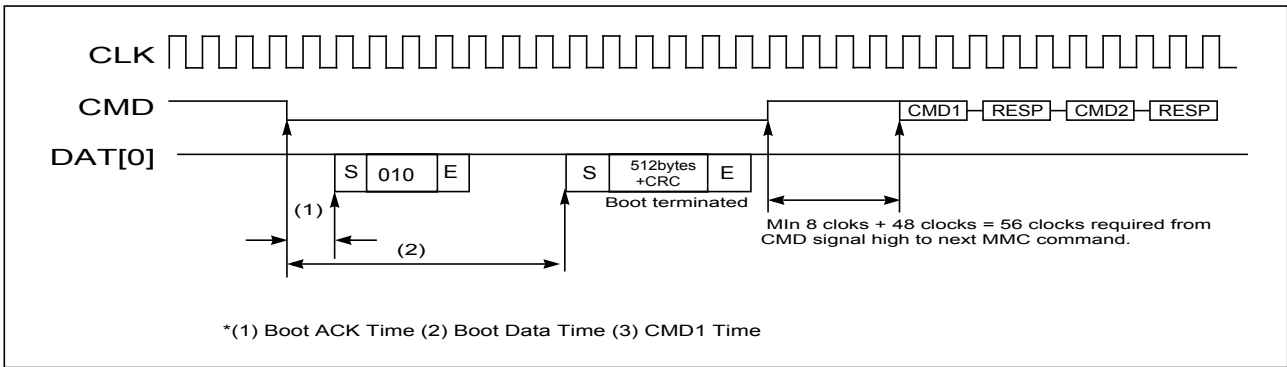 CLK
CMD
CMD1
RESP
CMD2
RESP
DAT[0]
S
010
E
S
512bytes
+CRC
E
Boot terminated
(1)
(2)
MIn 8 cloks + 48 clocks = 56 clocks required from
CMD signal high to next MMC command.
*(1) Boot ACK Time (2) Boot Data Time (3) CMD1 Time